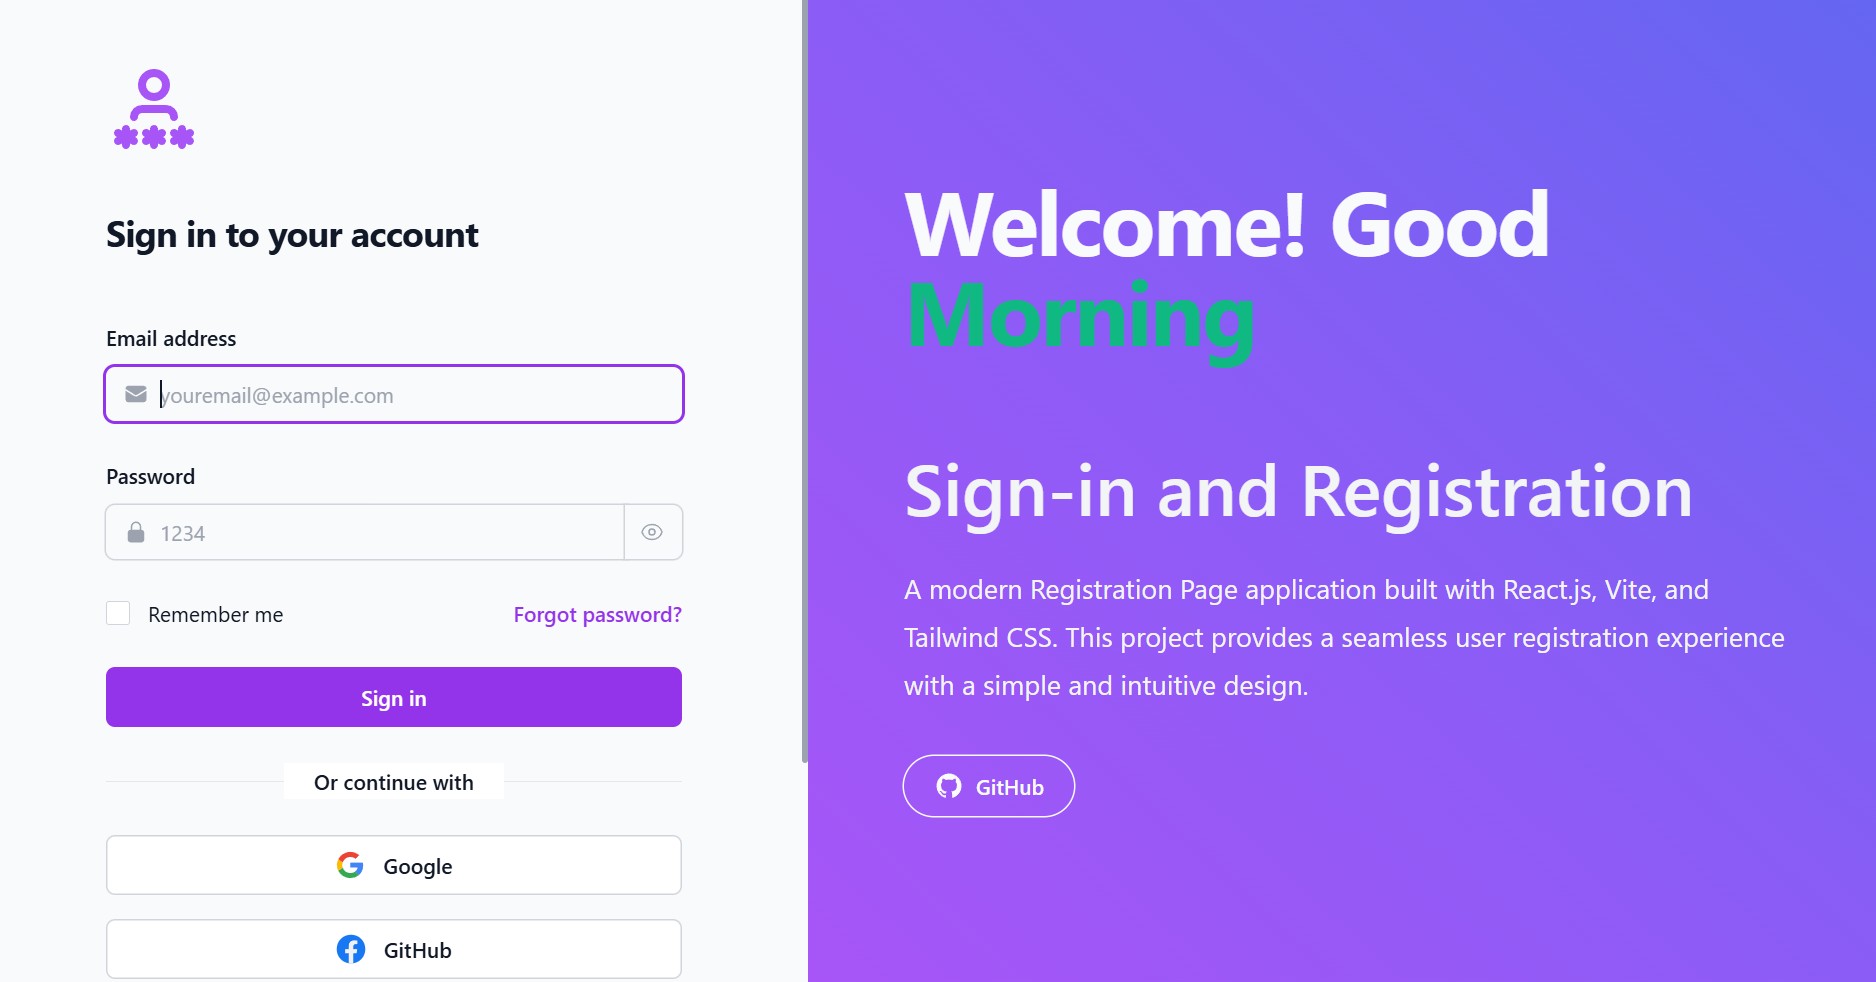 Sign in to your account
Email address
youremail@example.com
Password
1234
Remember me
Forgot password?
Sign in
Or continue with
Google
GitHub
Welcome! Good
Morning
Sign-in and Registration
A modern Registration Page application built with React.js, Vite, and
Tailwind CSS. This project provides a seamless user registration experience
with a simple and intuitive design.
GitHub